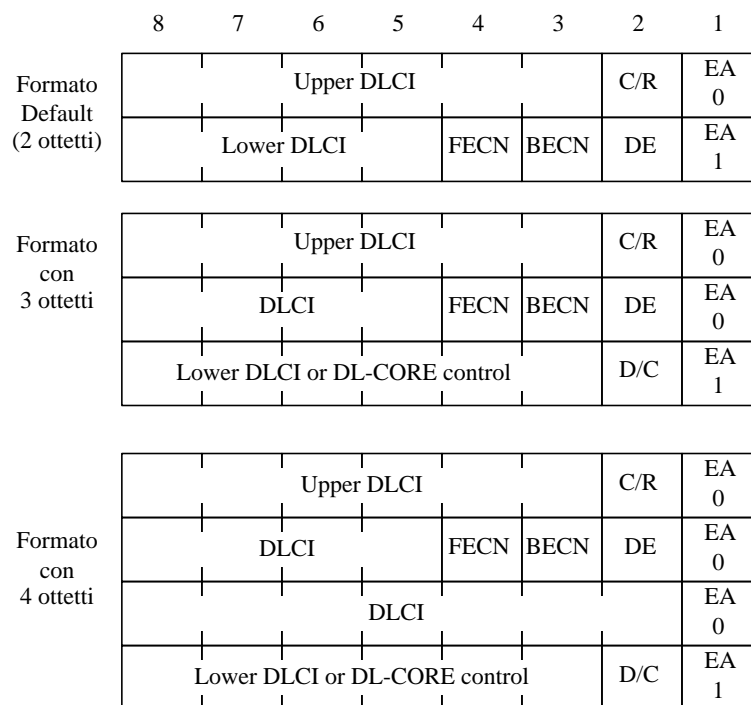 8 7 6 5 4 3 2 1
Formato
Default
(2 ottetti)
Upper DLCI C/R EA
0
Lower DLCI FECN BECN DE EA
1
Formato
con
3 ottetti
Upper DLCI C/R EA
0
DLCI FECN BECN DE EA
0
Lower DLCI or DL-CORE control D/C EA
1
Formato
con
4 ottetti
Upper DLCI C/R EA
0
DLCI FECN BECN DE EA
0
DLCI EA
0
Lower DLCI or DL-CORE control D/C EA
1